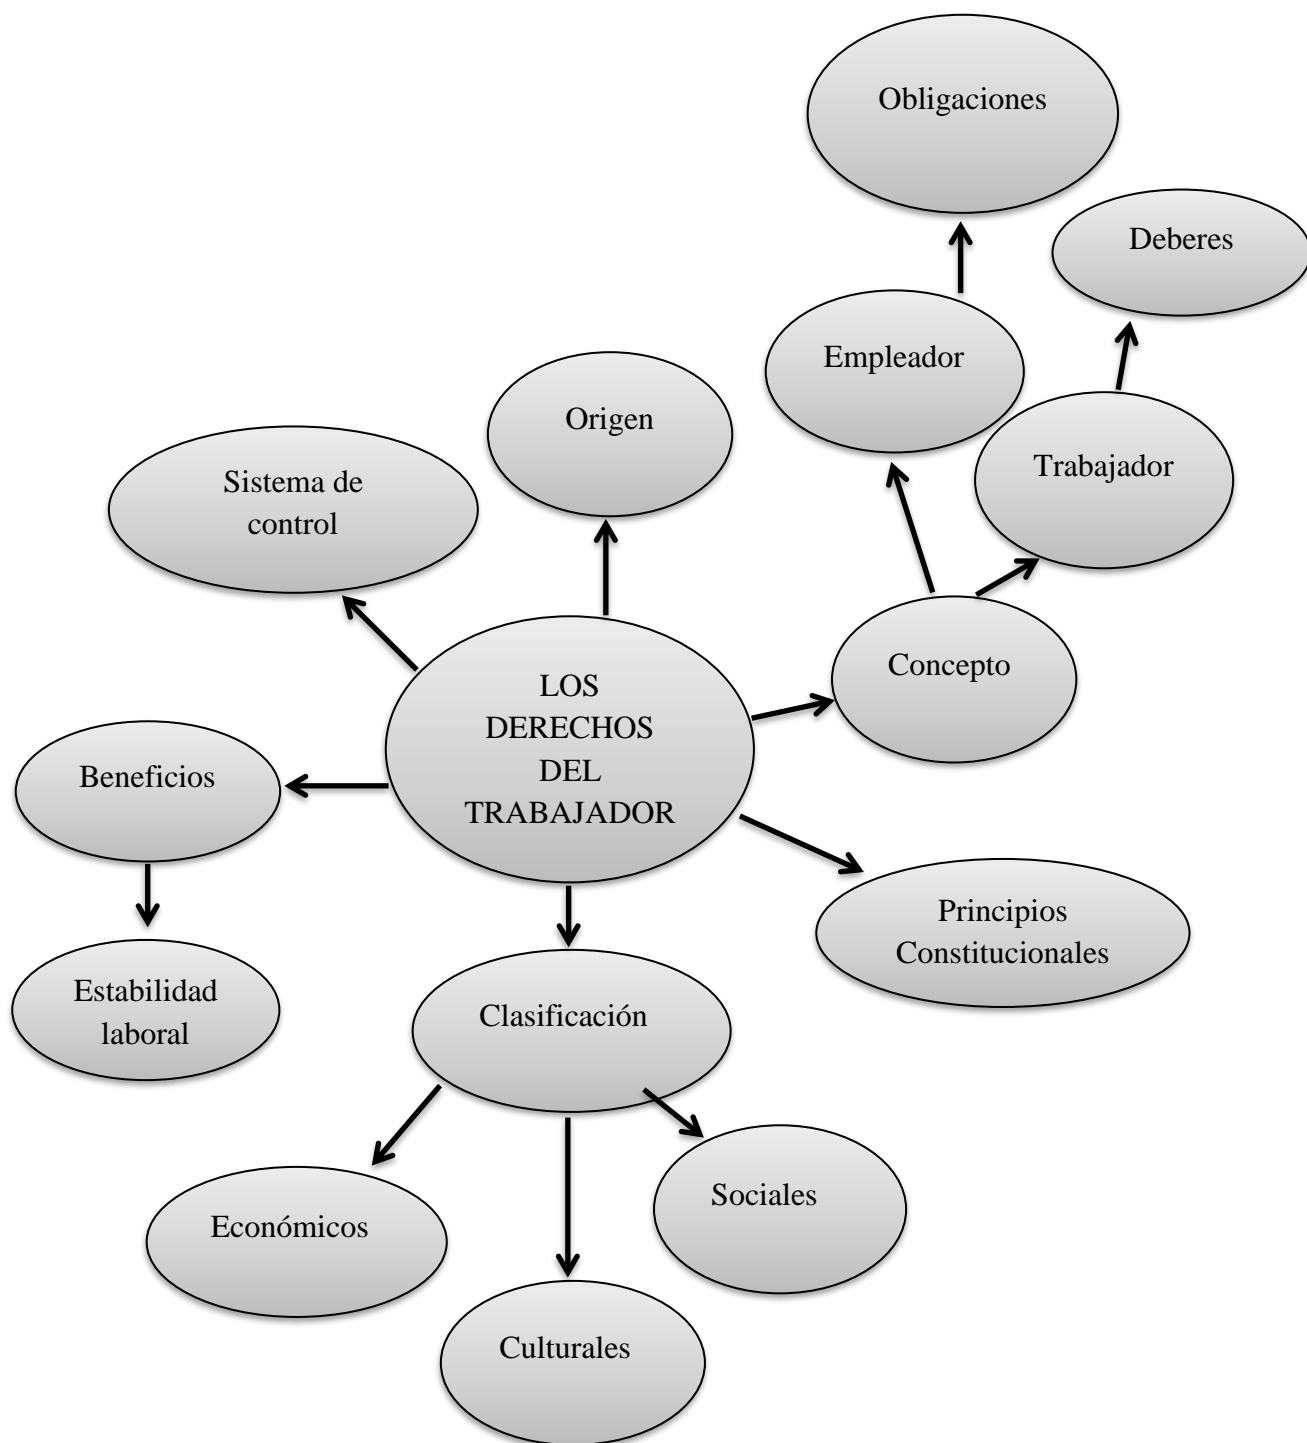 Obligaciones
Deberes
Empleador
Origen
Trabajador
Sistema de
control
Concepto
LOS
DERECHOS
DEL
TRABAJADOR
Beneficios
Principios
Constitucionales
Estabilidad
laboral
Clasificación
Sociales
Económicos
Culturales